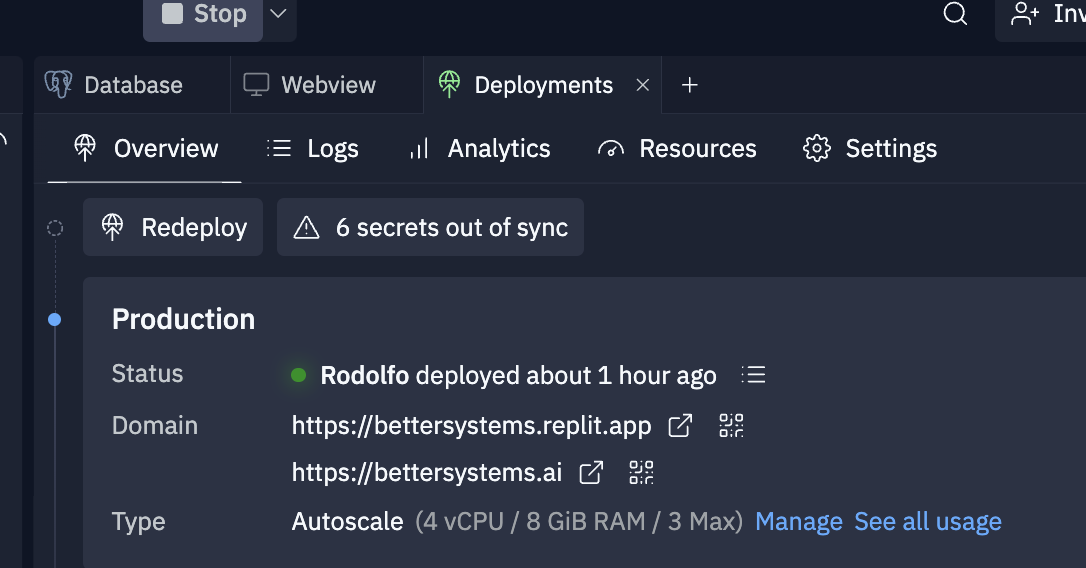 Stop
Inv
Database Webview Deployments
Overview Logs Analytics Resources Settings
Redeploy 6 secrets out of sync
Production
Status Rodolfo deployed about 1 hour ago
Domain https://bettersystems.replit.app
https://bettersystems.ai
Type Autoscale (4 vCPU / 8 GiB RAM / 3 Max) Manage See all usage